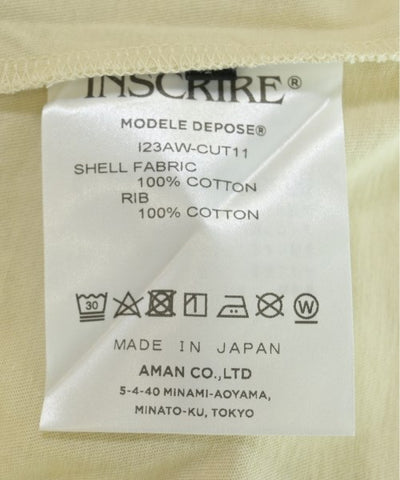 INSCRIRE®
MODELE DEPOSE®
I23AW-CUT11
SHELL FABRIC
100% COTTON
RIB
100% COTTON
30
W
MADE IN JAPAN
AMAN CO.,LTD
5-4-40 MINAMI-AOYAMA,
MINATO-KU, TOKYO